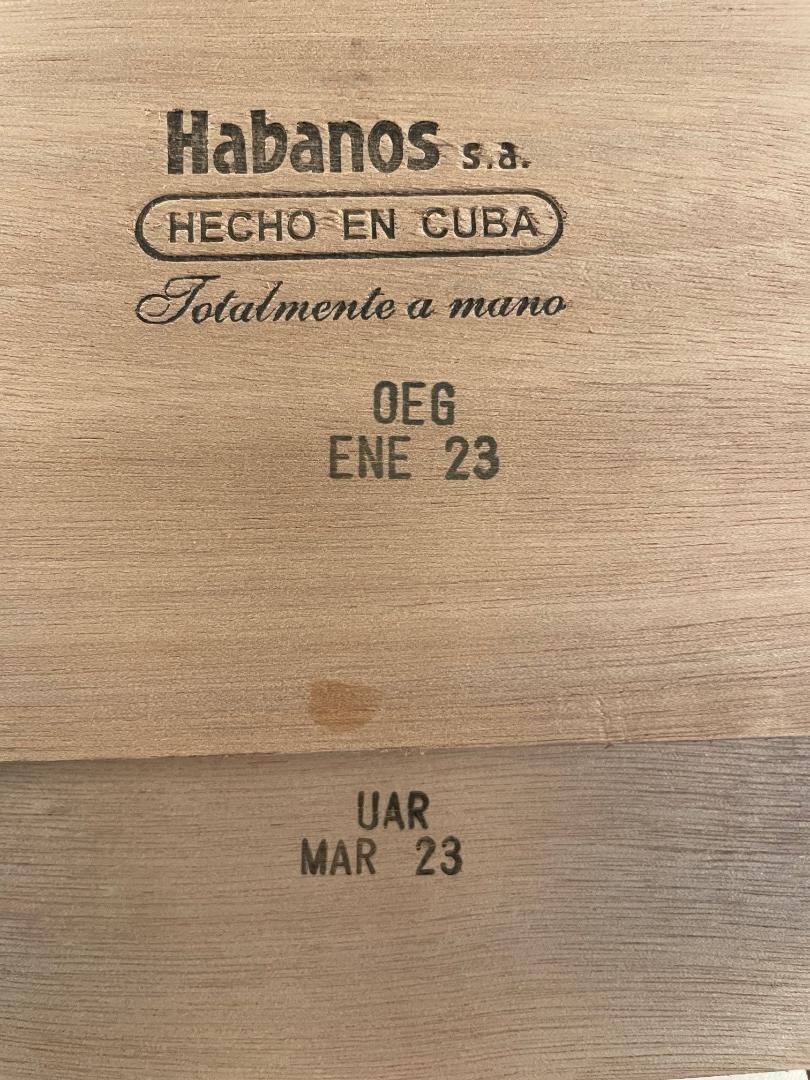 Habanos s.a.
HECHO EN CUBA
Totalmente a mano
OEG
ENE 23
UAR
MAR 23